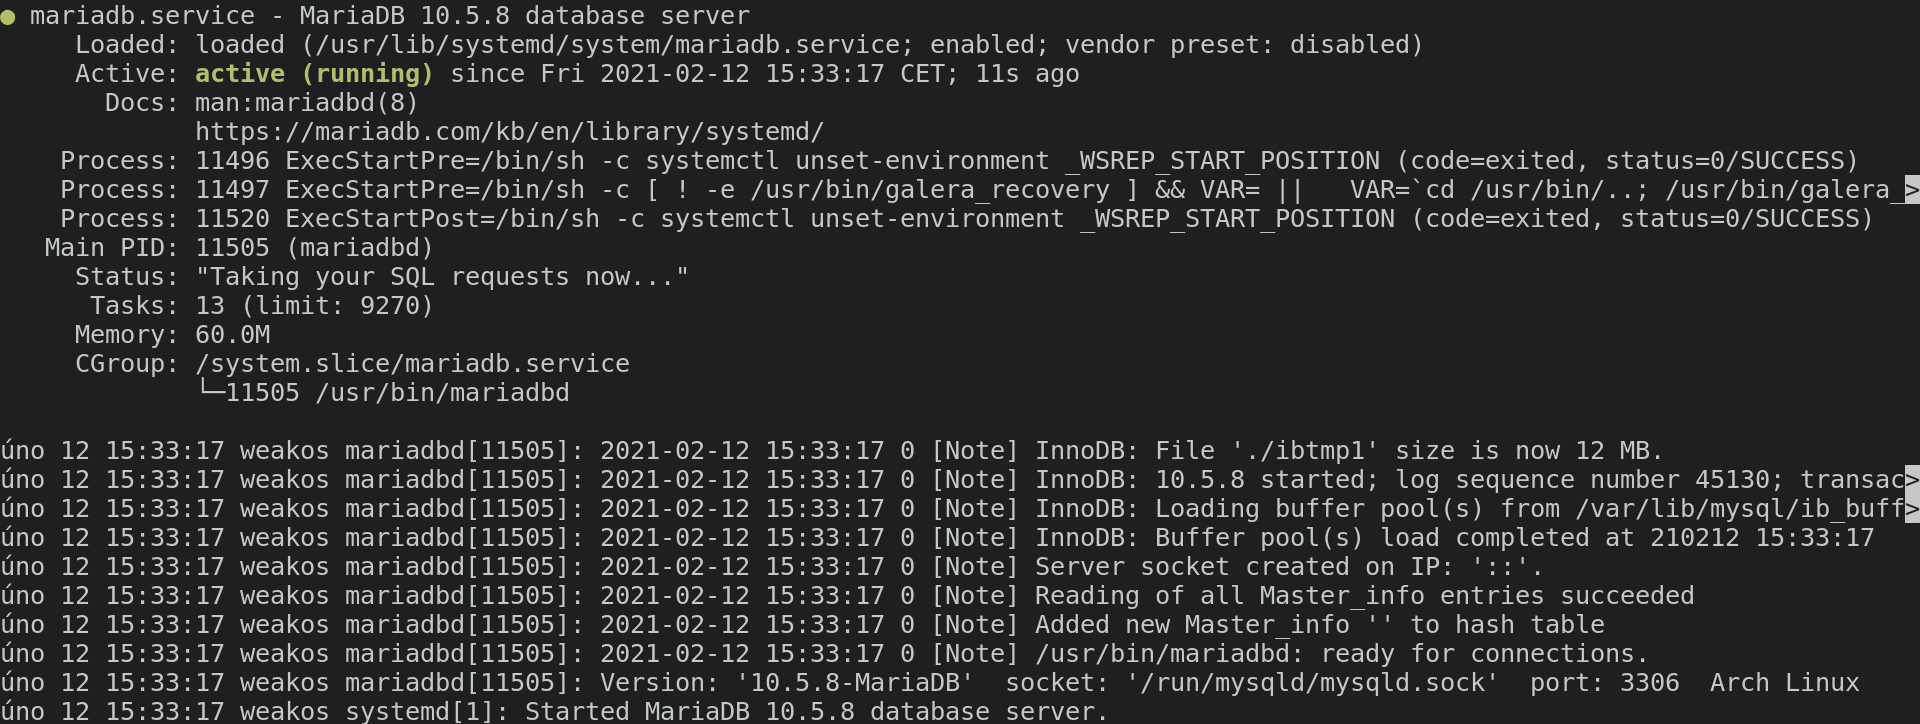 ● mariadb.service - MariaDB 10.5.8 database server
     Loaded: loaded (/usr/lib/systemd/system/mariadb.service; enabled; vendor preset: disabled)
     Active: active (running) since Fri 2021-02-12 15:33:17 CET; 11s ago
       Docs: man:mariadbd(8)
             https://mariadb.com/kb/en/library/systemd/
    Process: 11496 ExecStartPre=/bin/sh -c systemctl unset-environment _WSREP_START_POSITION (code=exited, status=0/SUCCESS)
    Process: 11497 ExecStartPre=/bin/sh -c [ ! -e /usr/bin/galera_recovery ] && VAR= ||   VAR=`cd /usr/bin/..; /usr/bin/galera_>
    Process: 11520 ExecStartPost=/bin/sh -c systemctl unset-environment _WSREP_START_POSITION (code=exited, status=0/SUCCESS)
   Main PID: 11505 (mariadbd)
     Status: "Taking your SQL requests now..."
      Tasks: 13 (limit: 9270)
     Memory: 60.0M
     CGroup: /system.slice/mariadb.service
             └─11505 /usr/bin/mariadbd

úno 12 15:33:17 weakos mariadbd[11505]: 2021-02-12 15:33:17 0 [Note] InnoDB: File './ibtmp1' size is now 12 MB.
úno 12 15:33:17 weakos mariadbd[11505]: 2021-02-12 15:33:17 0 [Note] InnoDB: 10.5.8 started; log sequence number 45130; transac>
úno 12 15:33:17 weakos mariadbd[11505]: 2021-02-12 15:33:17 0 [Note] InnoDB: Loading buffer pool(s) from /var/lib/mysql/ib_buff>
úno 12 15:33:17 weakos mariadbd[11505]: 2021-02-12 15:33:17 0 [Note] InnoDB: Buffer pool(s) load completed at 210212 15:33:17
úno 12 15:33:17 weakos mariadbd[11505]: 2021-02-12 15:33:17 0 [Note] Server socket created on IP: '::'.
úno 12 15:33:17 weakos mariadbd[11505]: 2021-02-12 15:33:17 0 [Note] Reading of all Master_info entries succeeded
úno 12 15:33:17 weakos mariadbd[11505]: 2021-02-12 15:33:17 0 [Note] Added new Master_info '' to hash table
úno 12 15:33:17 weakos mariadbd[11505]: 2021-02-12 15:33:17 0 [Note] /usr/bin/mariadbd: ready for connections.
úno 12 15:33:17 weakos mariadbd[11505]: Version: '10.5.8-MariaDB'  socket: '/run/mysqld/mysqld.sock'  port: 3306  Arch Linux
úno 12 15:33:17 weakos systemd[1]: Started MariaDB 10.5.8 database server.